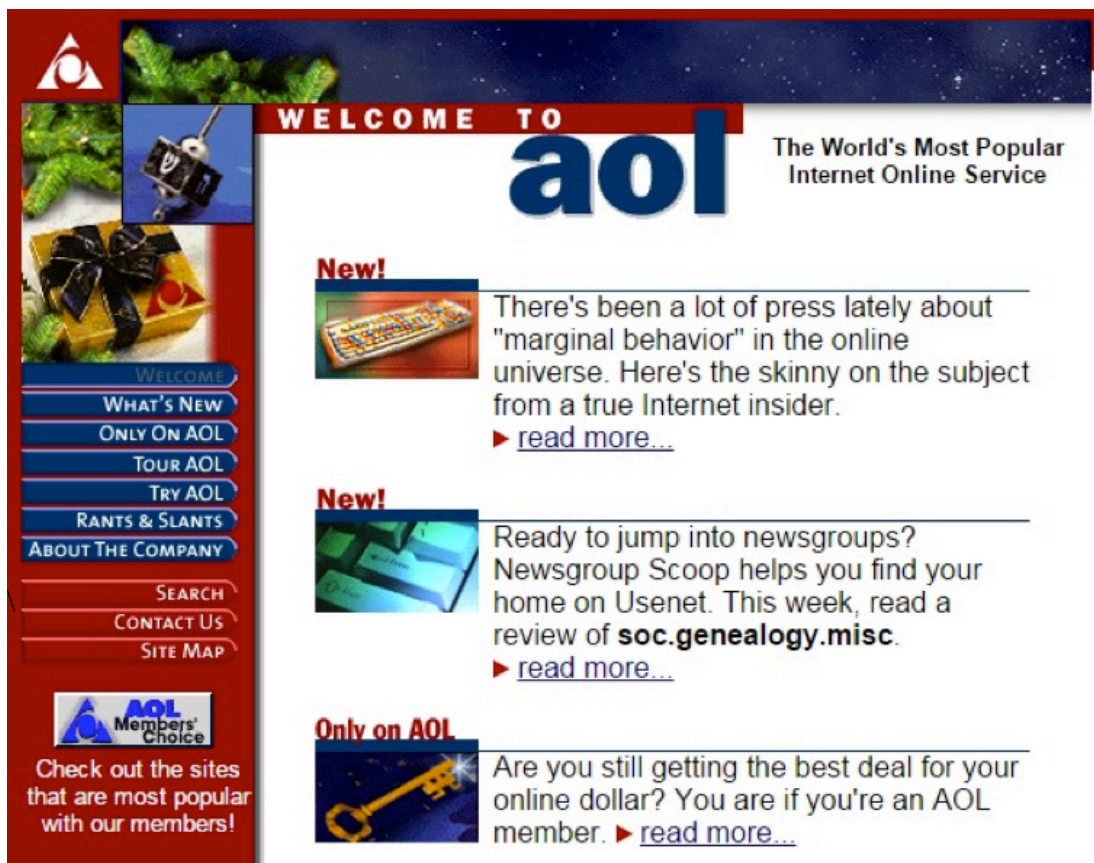 WELCOME TO
aol
The World's Most Popular
Internet Online Service
WELCOME
WHAT'S NEW
ONLY ON AOL
TOUR AOL
TRY AOL
RANTS & SLANTS
ABOUT THE COMPANY
SEARCH
CONTACT US
SITE MAP
AOL
Members'
Choice
Check out the sites
that are most popular
with our members!
New!
There's been a lot of press lately about
"marginal behavior" in the online
universe. Here's the skinny on the subject
from a true Internet insider.
read more...
New!
Ready to jump into newsgroups?
Newsgroup Scoop helps you find your
home on Usenet. This week, read a
review of soc.genealogy.misc.
read more...
Only on AOL
Are you still getting the best deal for your
online dollar? You are if you're an AOL
member. read more...
\